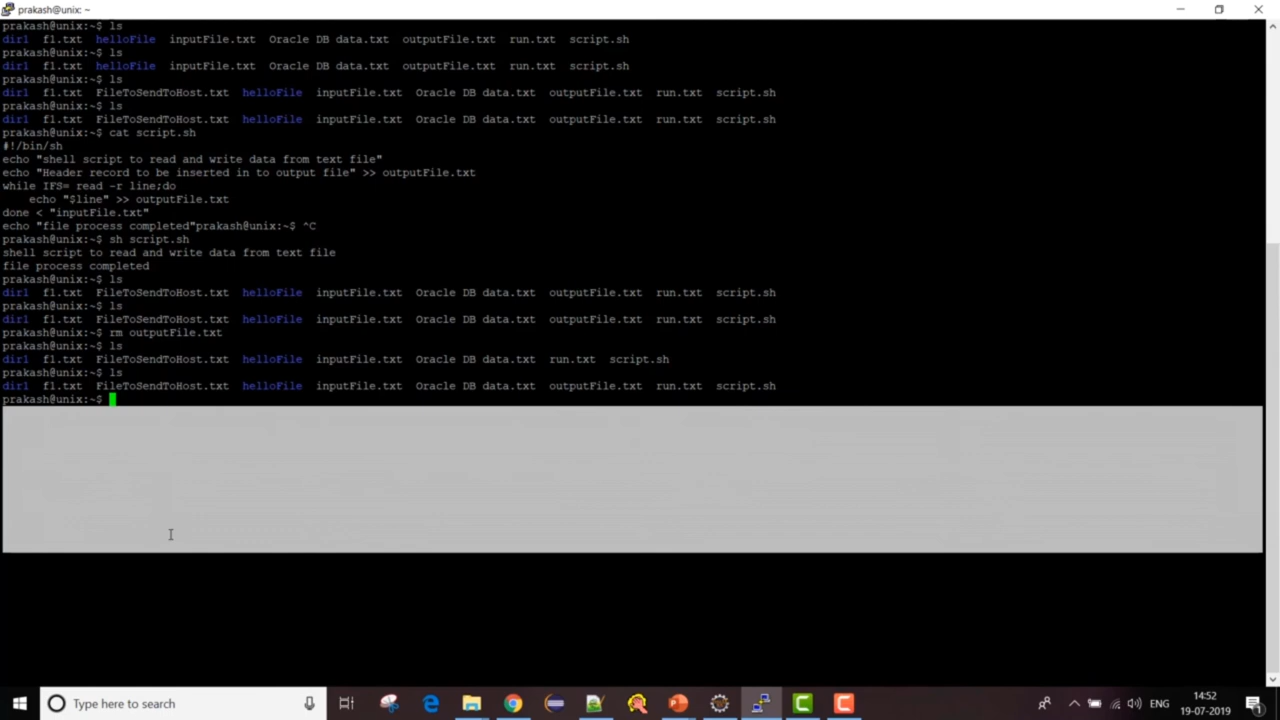 prakash@unix: ~
prakash@unix:~$ ls
dir1 f1.txt helloFile inputFile.txt Oracle DB data.txt outputFile.txt run.txt script.sh
prakash@unix:~$ ls
dir1 f1.txt helloFile inputFile.txt Oracle DB data.txt outputFile.txt run.txt script.sh
prakash@unix:~$ ls
dir1 f1.txt FileToSendToHost.txt helloFile inputFile.txt Oracle DB data.txt outputFile.txt run.txt script.sh
prakash@unix:~$ ls
dir1 f1.txt FileToSendToHost.txt helloFile inputFile.txt Oracle DB data.txt outputFile.txt run.txt script.sh
prakash@unix:~$ cat script.sh
#!/bin/sh
echo "shell script to read and write data from text file"
echo "Header record to be inserted in to output file" >> outputFile.txt
while IFS= read -r line;do
    echo "$line" >> outputFile.txt
done < "inputFile.txt"
echo "file process completed"prakash@unix:~$ ^C
prakash@unix:~$ sh script.sh
shell script to read and write data from text file
file process completed
prakash@unix:~$ ls
dir1 f1.txt FileToSendToHost.txt helloFile inputFile.txt Oracle DB data.txt outputFile.txt run.txt script.sh
prakash@unix:~$ ls
dir1 f1.txt FileToSendToHost.txt helloFile inputFile.txt Oracle DB data.txt outputFile.txt run.txt script.sh
prakash@unix:~$ rm outputFile.txt
prakash@unix:~$ ls
dir1 f1.txt FileToSendToHost.txt helloFile inputFile.txt Oracle DB data.txt run.txt script.sh
prakash@unix:~$ ls
dir1 f1.txt FileToSendToHost.txt helloFile inputFile.txt Oracle DB data.txt outputFile.txt run.txt script.sh
prakash@unix:~$
Type here to search
ENG
14:52
19-07-2019
1